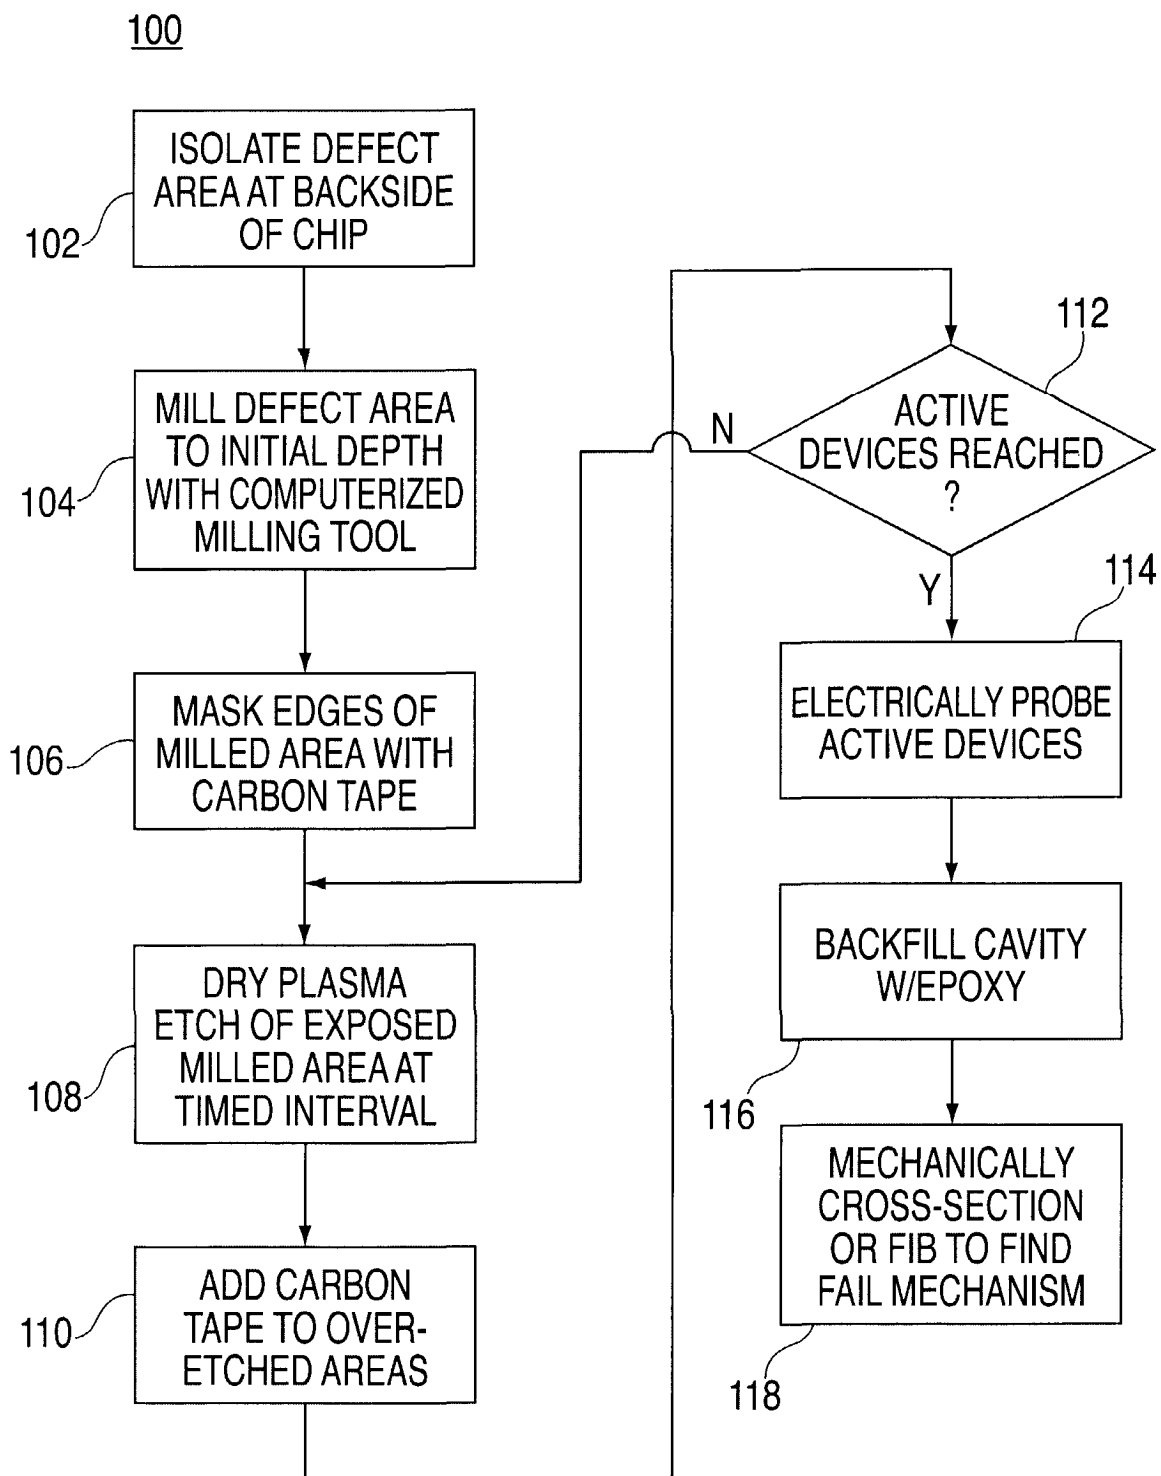 100
ISOLATE DEFECT
AREA AT BACKSIDE
OF CHIP
102
MILL DEFECT AREA
TO INITIAL DEPTH
WITH COMPUTERIZED
MILLING TOOL
104
MASK EDGES OF
MILLED AREA WITH
CARBON TAPE
106
DRY PLASMA
ETCH OF EXPOSED
MILLED AREA AT
TIMED INTERVAL
108
ADD CARBON
TAPE TO OVER-
ETCHED AREAS
110
112
ACTIVE
DEVICES REACHED
?
N
Y
114
ELECTRICALLY PROBE
ACTIVE DEVICES
BACKFILL CAVITY
W/EPOXY
116
MECHANICALLY
CROSS-SECTION
OR FIB TO FIND
FAIL MECHANISM
118